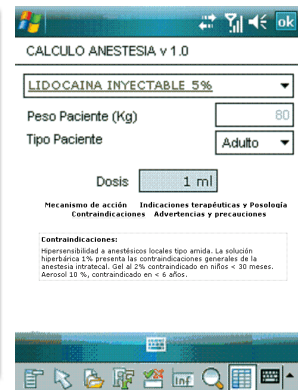 ok
CALCULO ANESTESIA v 1.0
LIDOCAINA INYECTABLE 5%
Peso Paciente (Kg) 80
Tipo Paciente Adulto
Dosis 1 ml
Mecanismo de acción Indicaciones terapéuticas y Posología
Contraindicaciones Advertencias y precauciones
Contraindicaciones:
Hipersensibilidad a anestésicos locales tipo amida. La solución
hiperbárica 1% presenta las contraindicaciones generales de la
anestesia intratecal. Gel al 2% contraindicado en niños < 30 meses.
Aerosol 10 %, contraindicado en < 6 años.
Inf